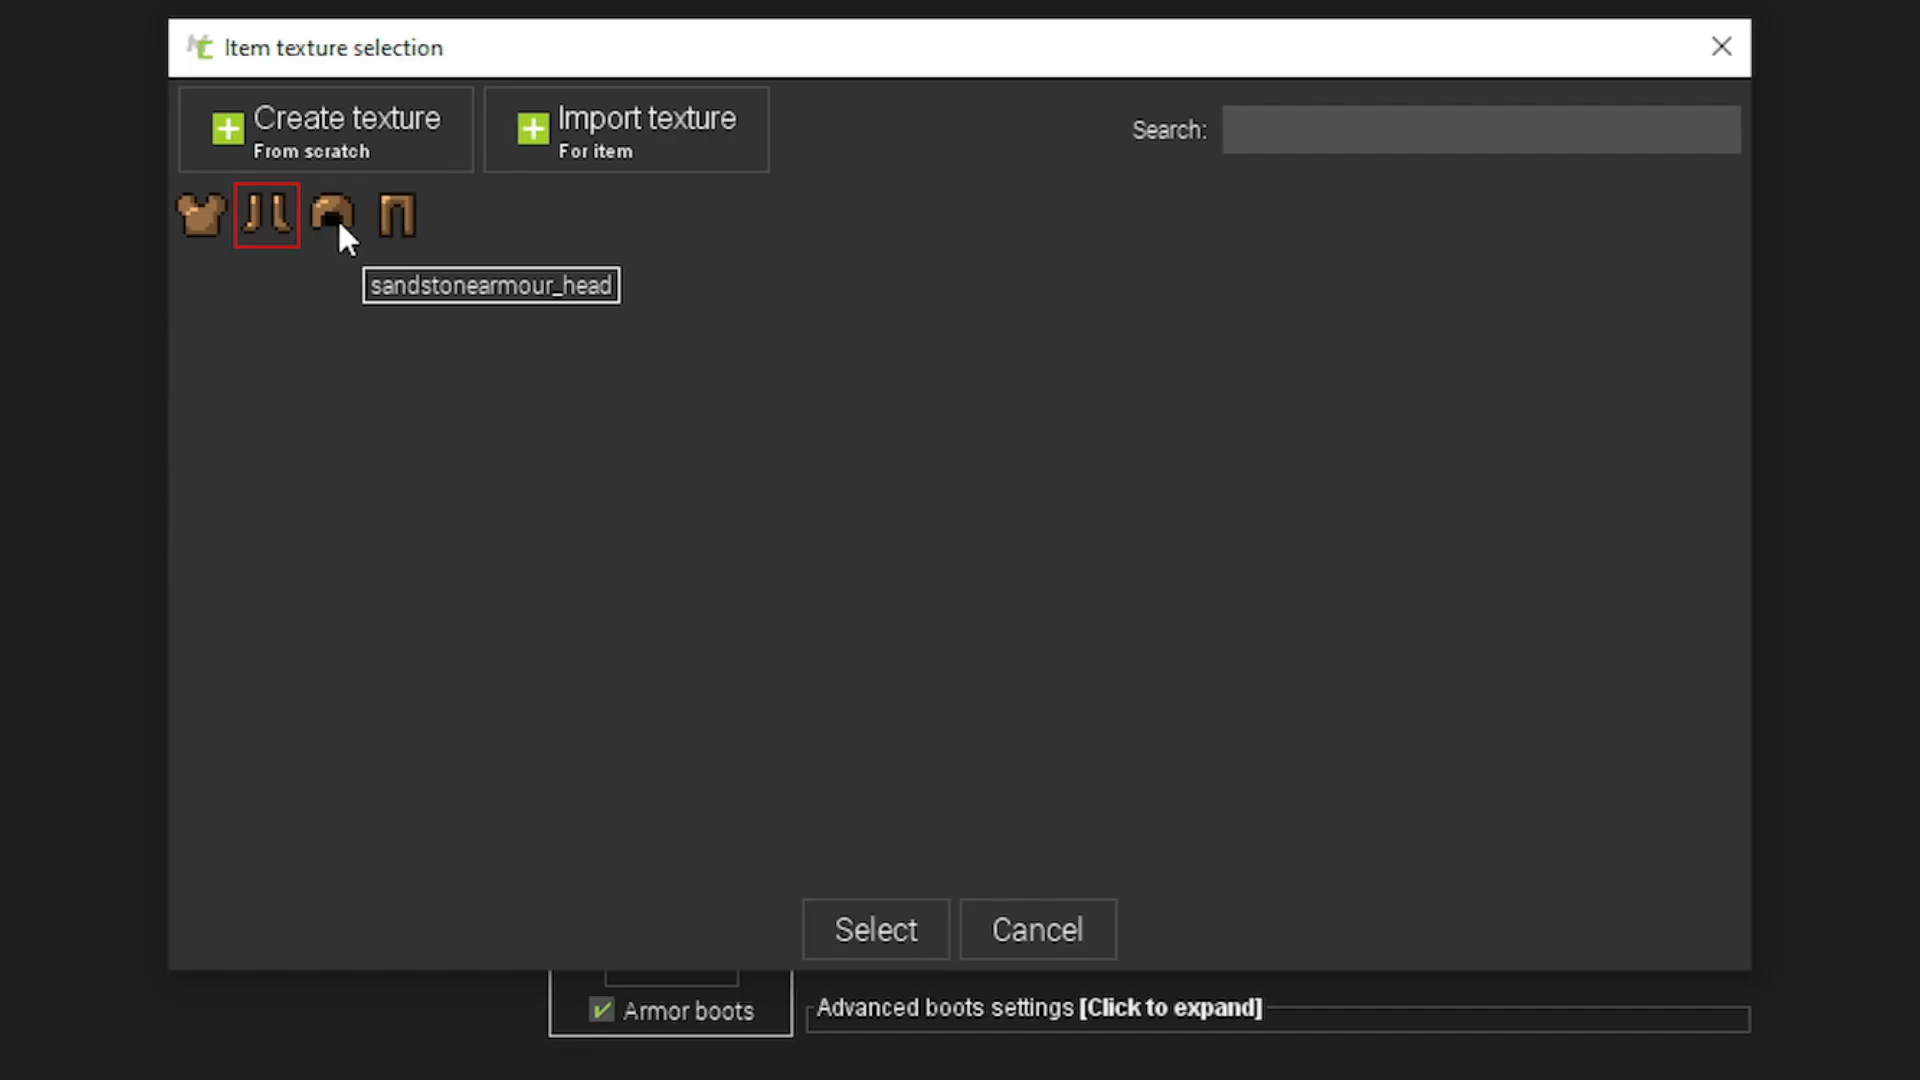 Item texture selection
Create texture
From scratch
Import texture
For item
Search:
sandstonearmour_head
Select
Cancel
Armor boots
Advanced boots settings [Click to expand]